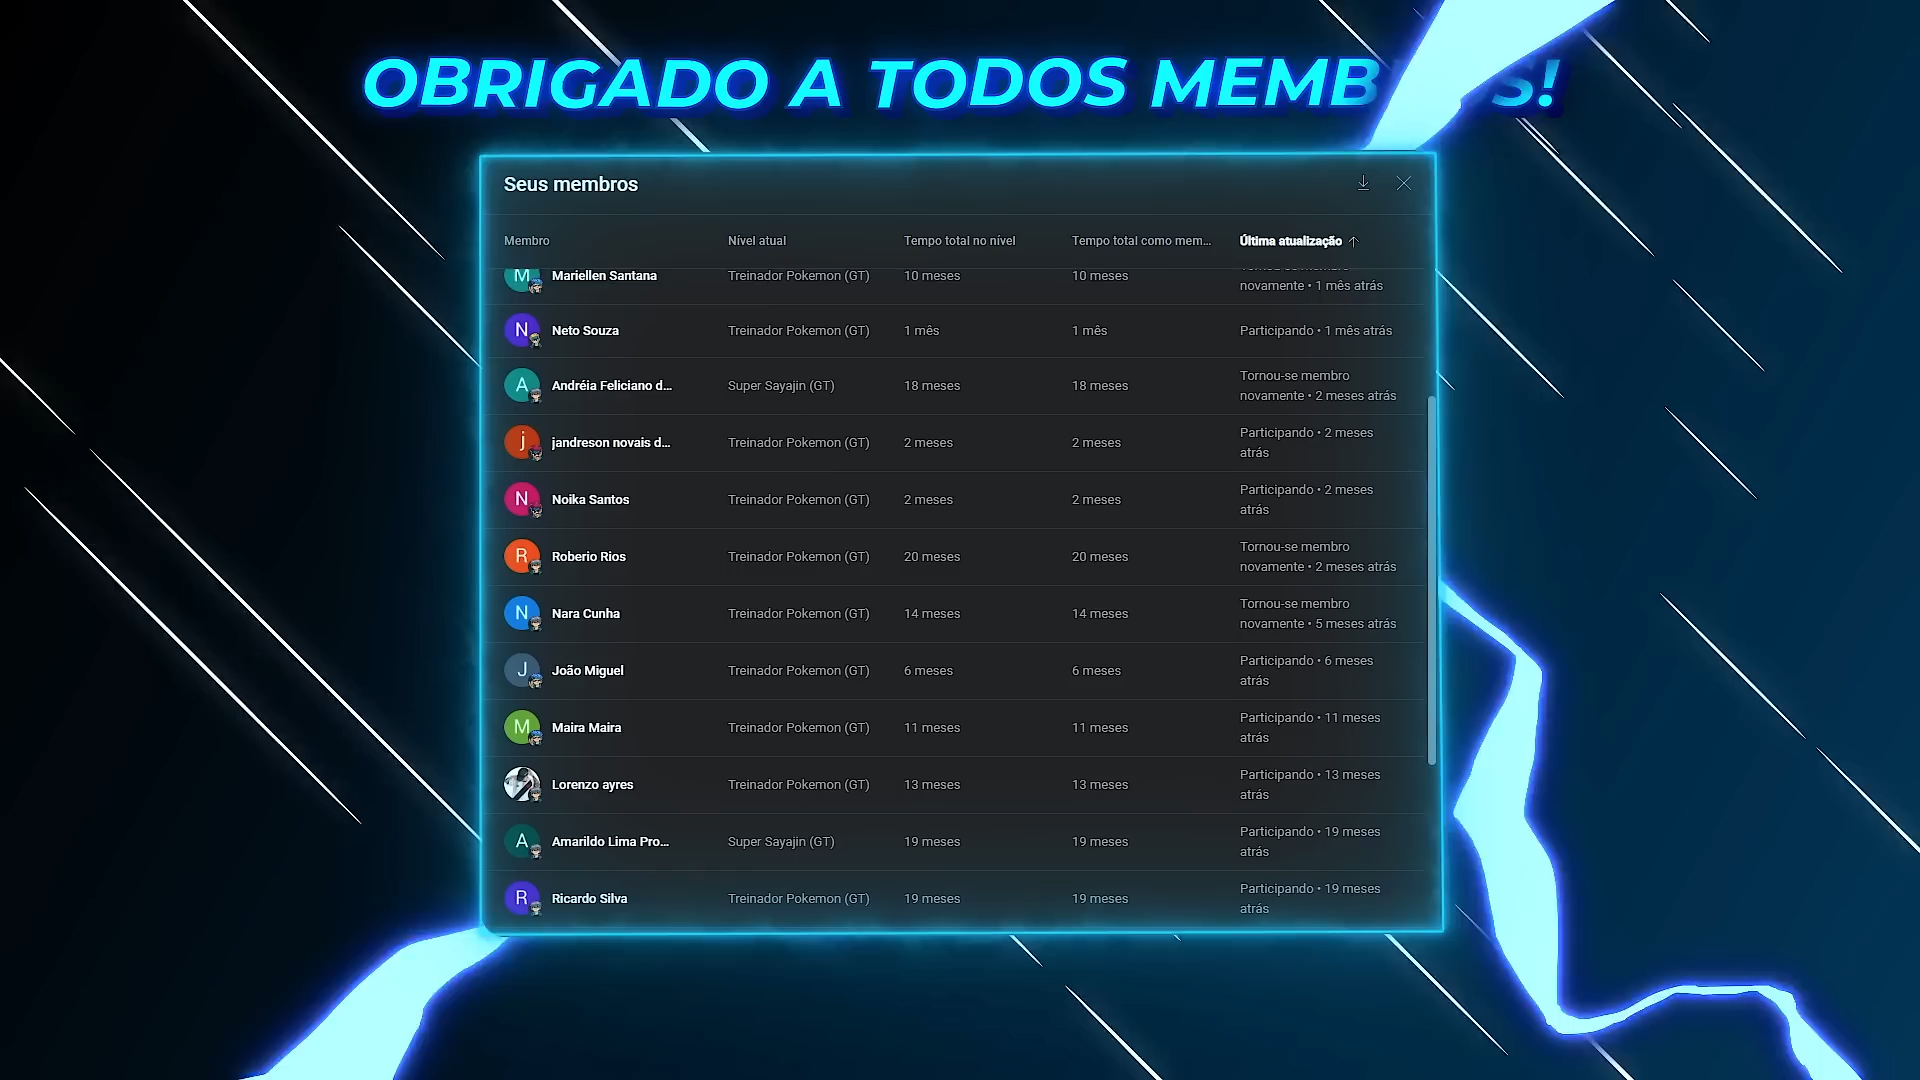 OBRIGADO A TODOS MEMB S!
Seus membros
Membro Nível atual Tempo total no nível Tempo total como mem... Última atualização
M Mariellen Santana Treinador Pokemon (GT) 10 meses 10 meses
novamente • 1 mês atrás
N Neto Souza Treinador Pokemon (GT) 1 mês 1 mês Participando • 1 mês atrás
A Andréia Feliciano d... Super Sayajin (GT) 18 meses 18 meses Tornou-se membro
novamente • 2 meses atrás
j jandreson novais d... Treinador Pokemon (GT) 2 meses 2 meses Participando • 2 meses
atrás
N Noika Santos Treinador Pokemon (GT) 2 meses 2 meses Participando • 2 meses
atrás
R Roberio Rios Treinador Pokemon (GT) 20 meses 20 meses Tornou-se membro
novamente • 2 meses atrás
N Nara Cunha Treinador Pokemon (GT) 14 meses 14 meses Tornou-se membro
novamente • 5 meses atrás
J João Miguel Treinador Pokemon (GT) 6 meses 6 meses Participando • 6 meses
atrás
M Maira Maira Treinador Pokemon (GT) 11 meses 11 meses Participando • 11 meses
atrás
Lorenzo ayres Treinador Pokemon (GT) 13 meses 13 meses Participando • 13 meses
atrás
A Amarildo Lima Pro... Super Sayajin (GT) 19 meses 19 meses Participando • 19 meses
atrás
R Ricardo Silva Treinador Pokemon (GT) 19 meses 19 meses Participando • 19 meses
atrás